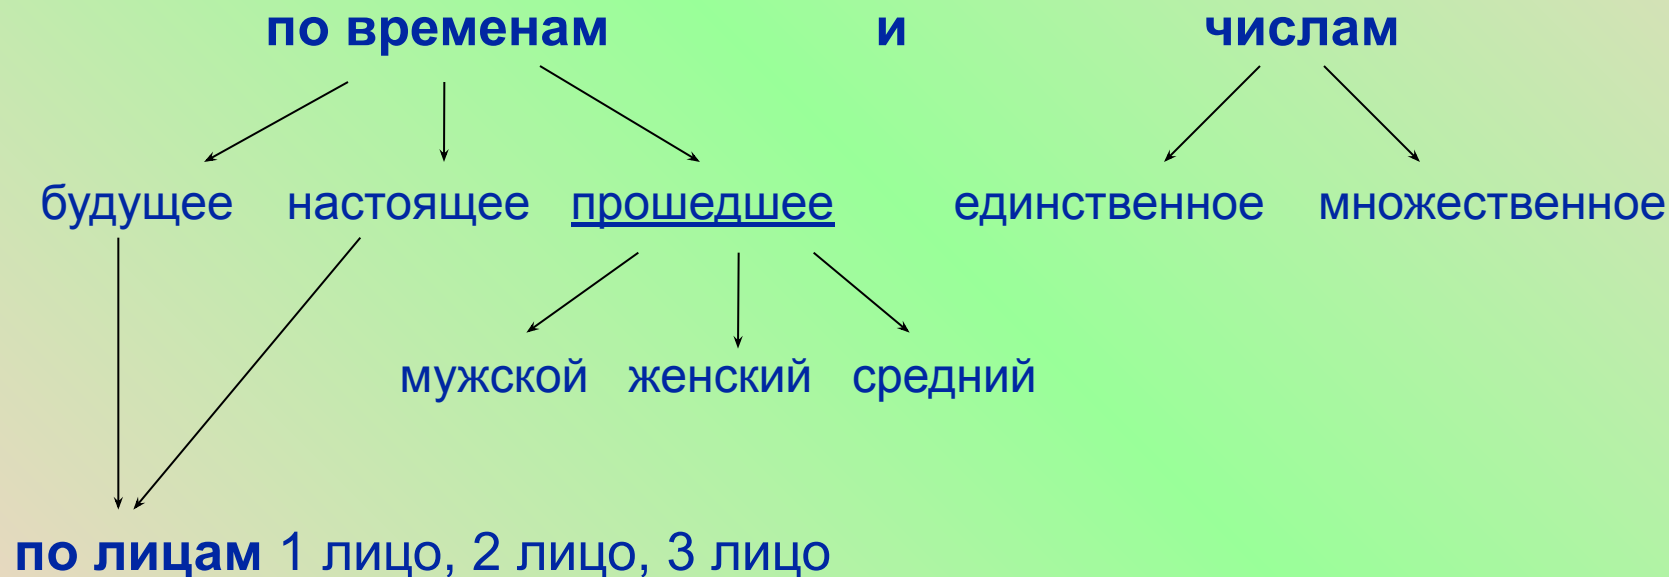 по временам и числам
будущее настоящее прошедшее единственное множественное
мужской женский средний
по лицам 1 лицо, 2 лицо, 3 лицо